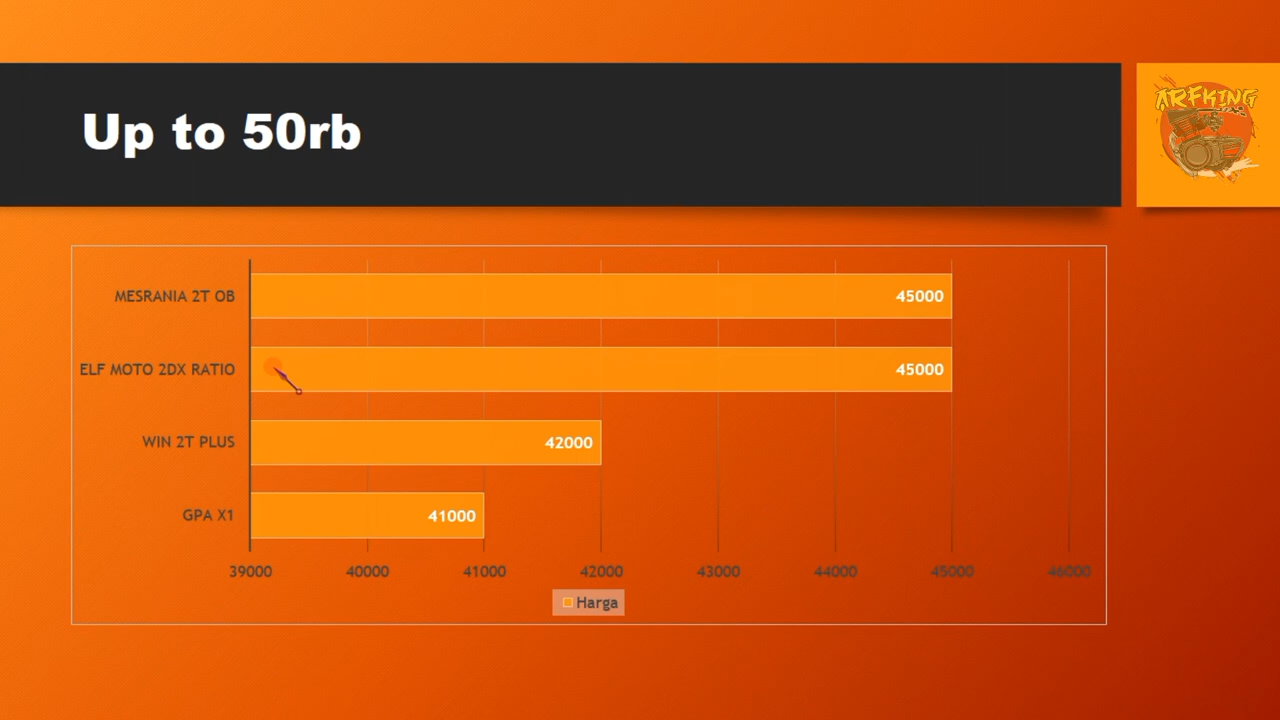 Up to 50rb
ARFKING
MESRANIA 2T OB
45000
ELF MOTO 2DX RATIO
45000
WIN 2T PLUS
42000
GPA X1
41000
39000 40000 41000 42000 43000 44000 45000 46000
Harga